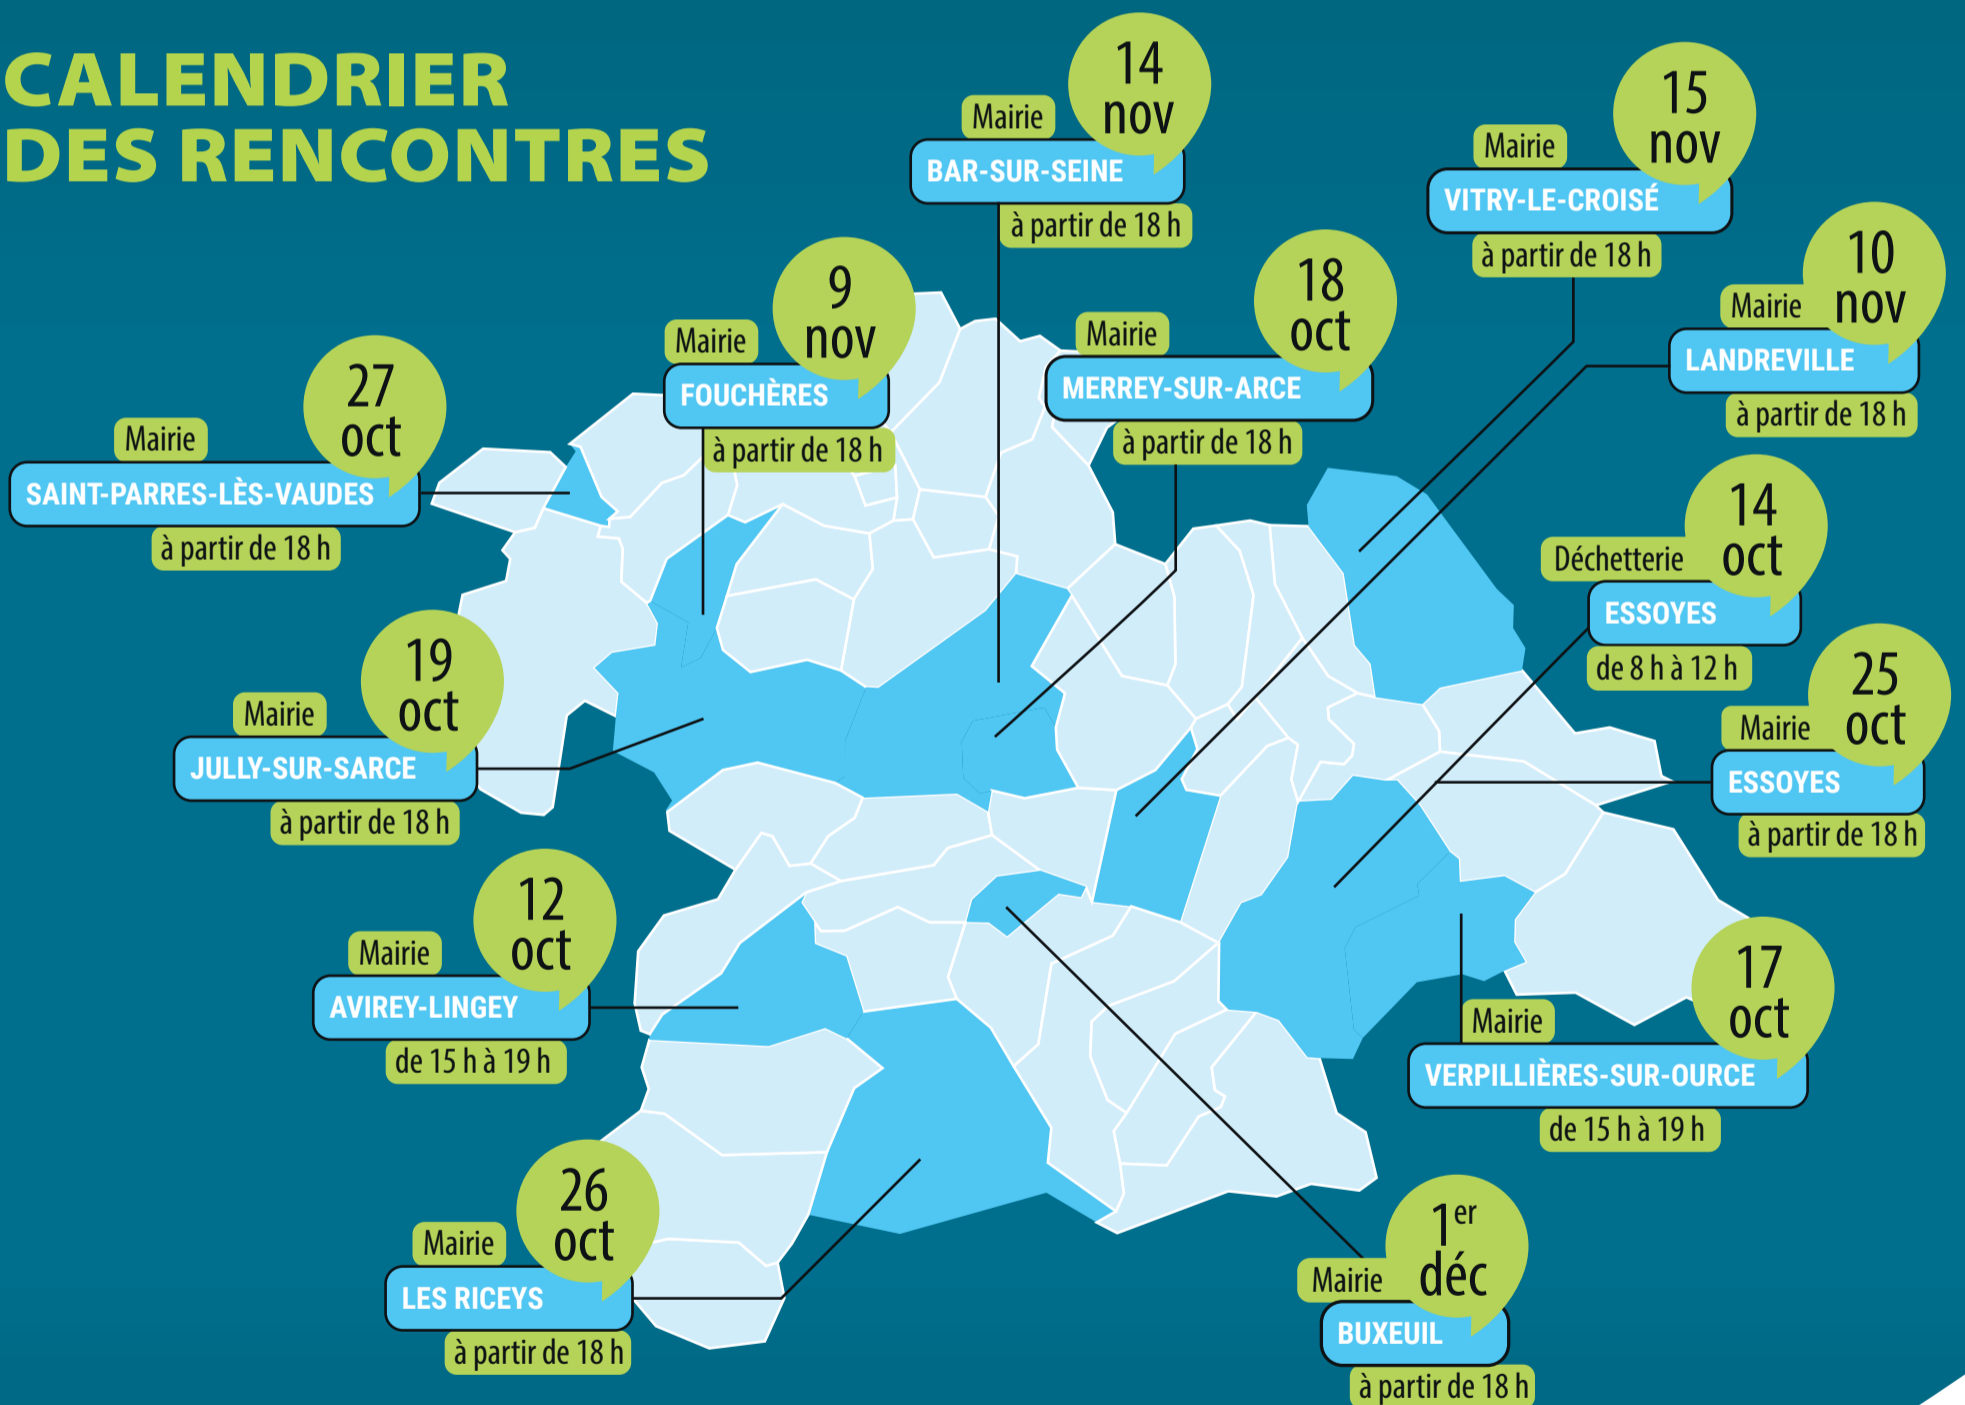 CALENDRIER
DES RENCONTRES
14
nov
Mairie
BAR-SUR-SEINE
à partir de 18 h
15
nov
Mairie
VITRY-LE-CROISÉ
à partir de 18 h
10
nov
Mairie
LANDREVILLE
à partir de 18 h
9
nov
Mairie
FOUCHÈRES
à partir de 18 h
18
oct
Mairie
MERREY-SUR-ARCE
à partir de 18 h
27
oct
Mairie
SAINT-PARRES-LÈS-VAUDES
à partir de 18 h
14
oct
Déchetterie
ESSOYES
de 8 h à 12 h
19
oct
Mairie
JULLY-SUR-SARCE
à partir de 18 h
25
oct
Mairie
ESSOYES
à partir de 18 h
12
oct
Mairie
AVIREY-LINGEY
de 15 h à 19 h
17
oct
Mairie
VERPILLIÈRES-SUR-OURCE
de 15 h à 19 h
26
oct
Mairie
LES RICEYS
à partir de 18 h
1er
déc
Mairie
BUXEUIL
à partir de 18 h